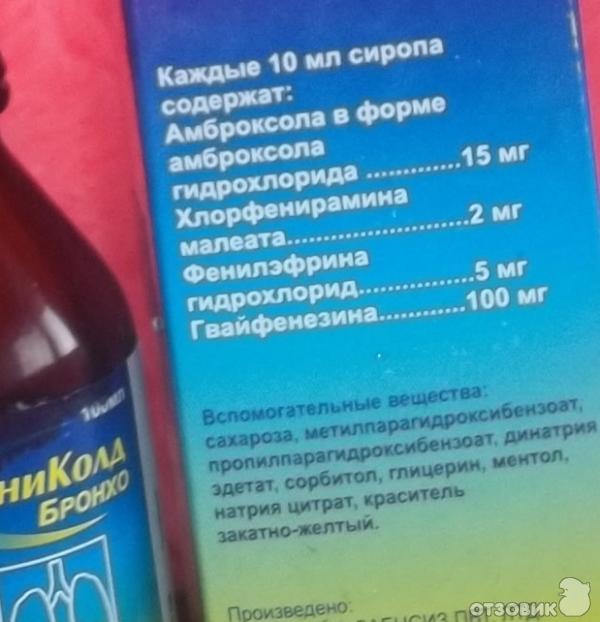 Каждые 10 мл сиропа
содержат:
Амброксола в форме
амброксола
гидрохлорида .............15 мг
Хлорфенирамина
малеата.........................2 мг
Фенилэфрина
гидрохлорид................5 мг
Гвайфенезина............100 мг
Вспомогательные вещества:
сахароза, метилпарагидроксибензоат,
пропилпарагидроксибензоат, динатрия
эдетат, сорбитол, глицерин, ментол,
натрия цитрат, краситель
закатно-желтый.
Произведено:
100мл
ниКолд
Бронхо
ОТЗОВИК